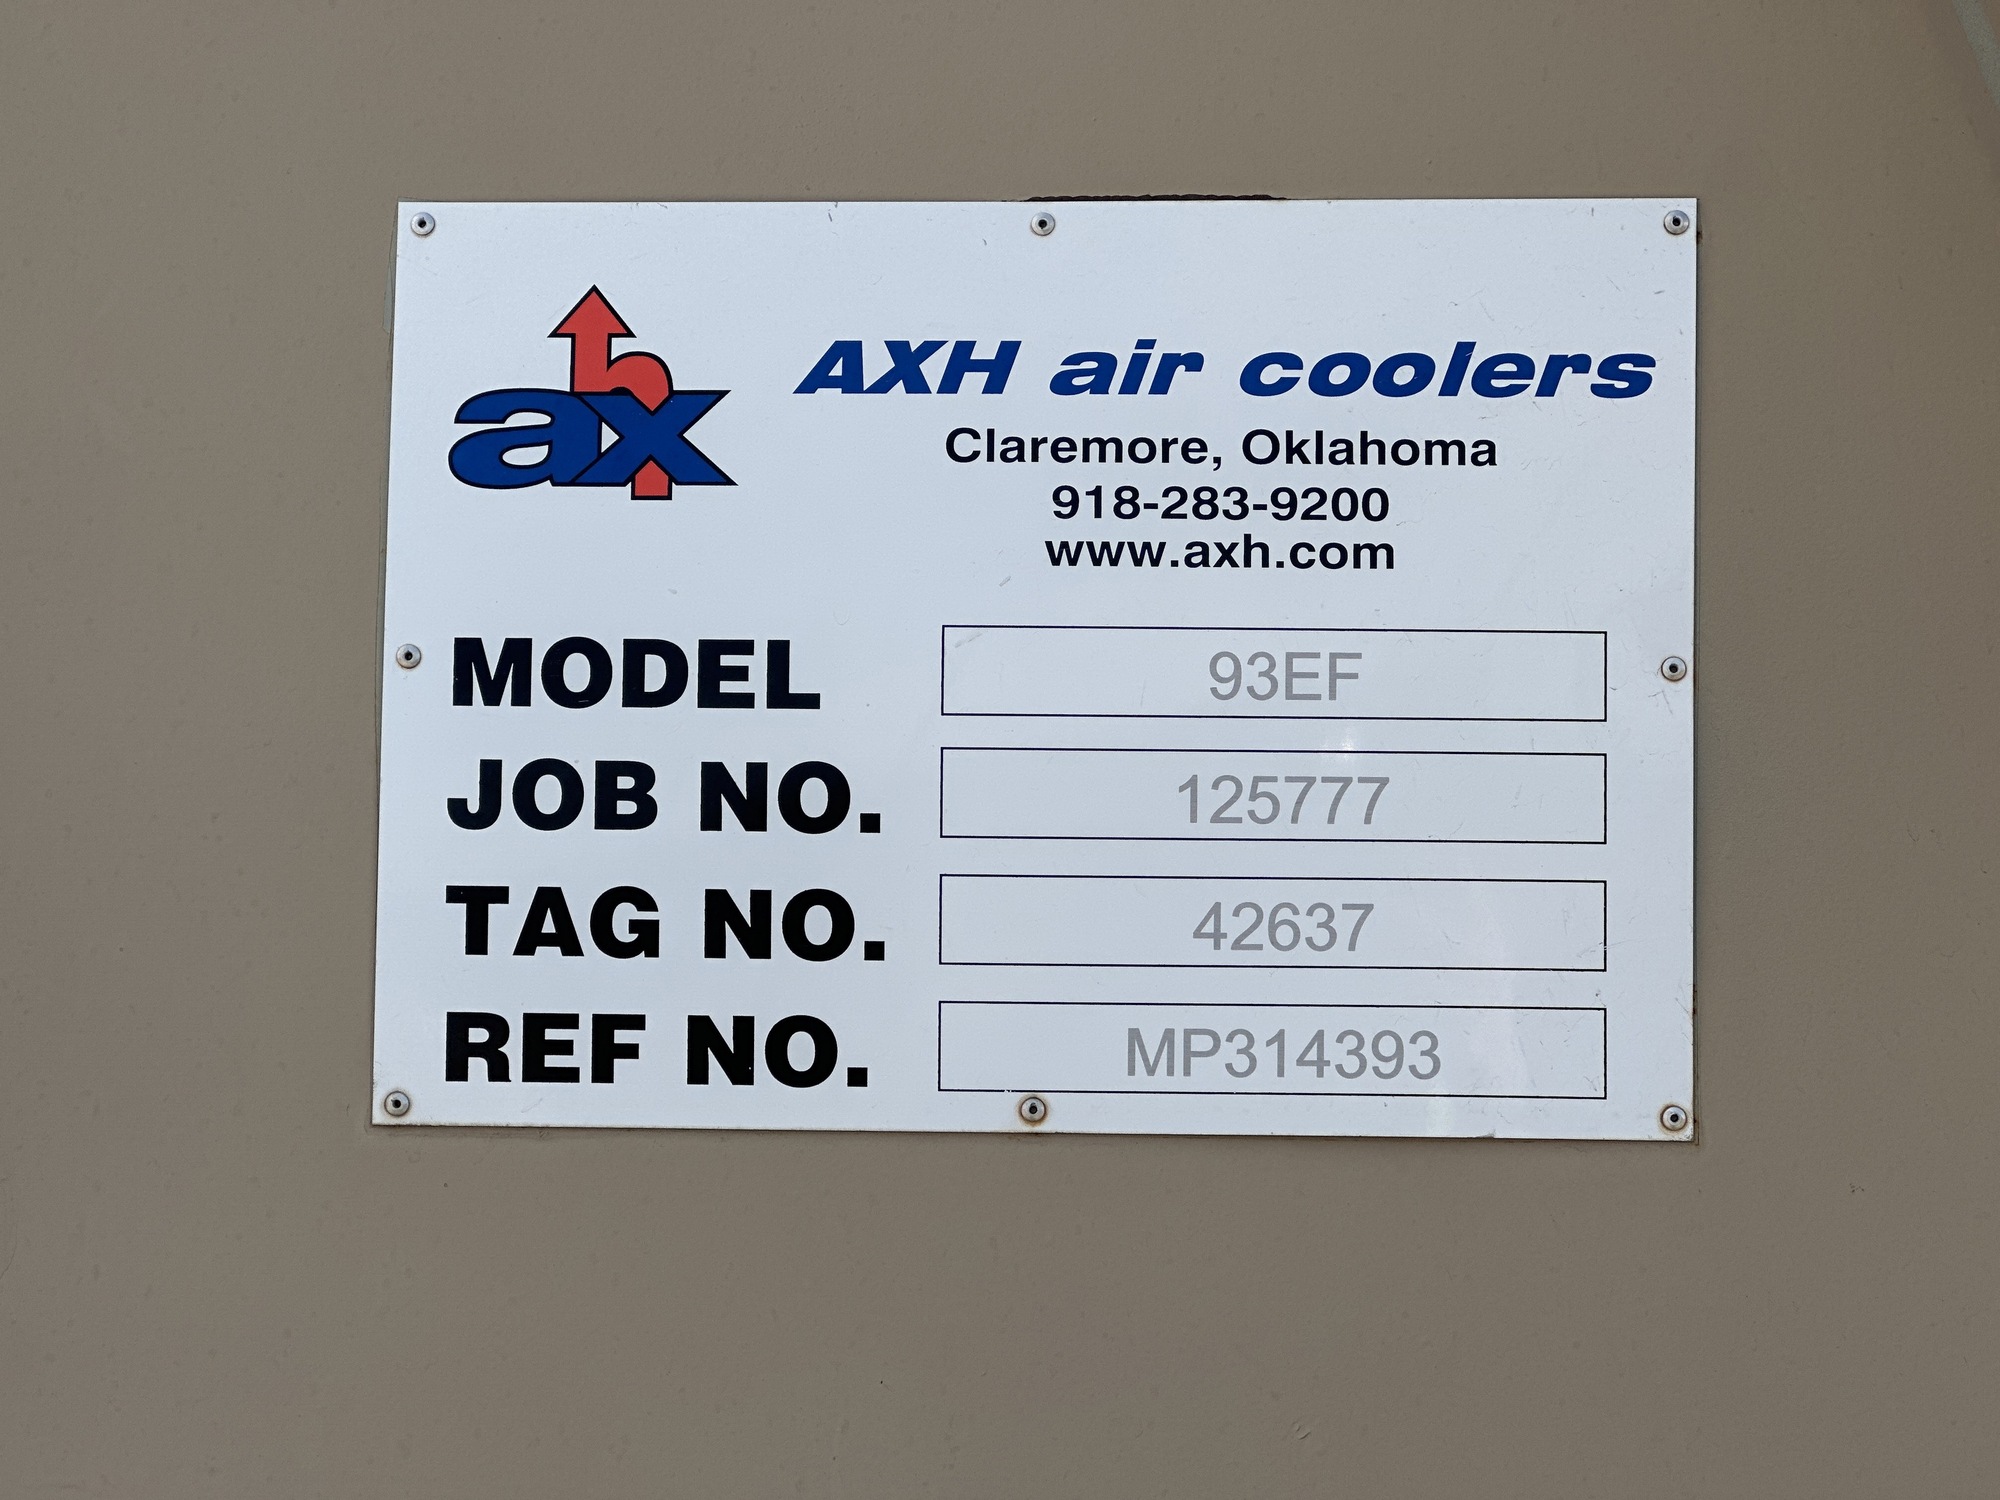 axh
AXH air coolers
Claremore, Oklahoma
918-283-9200
www.axh.com
MODEL 93EF
JOB NO. 125777
TAG NO. 42637
REF NO. MP314393